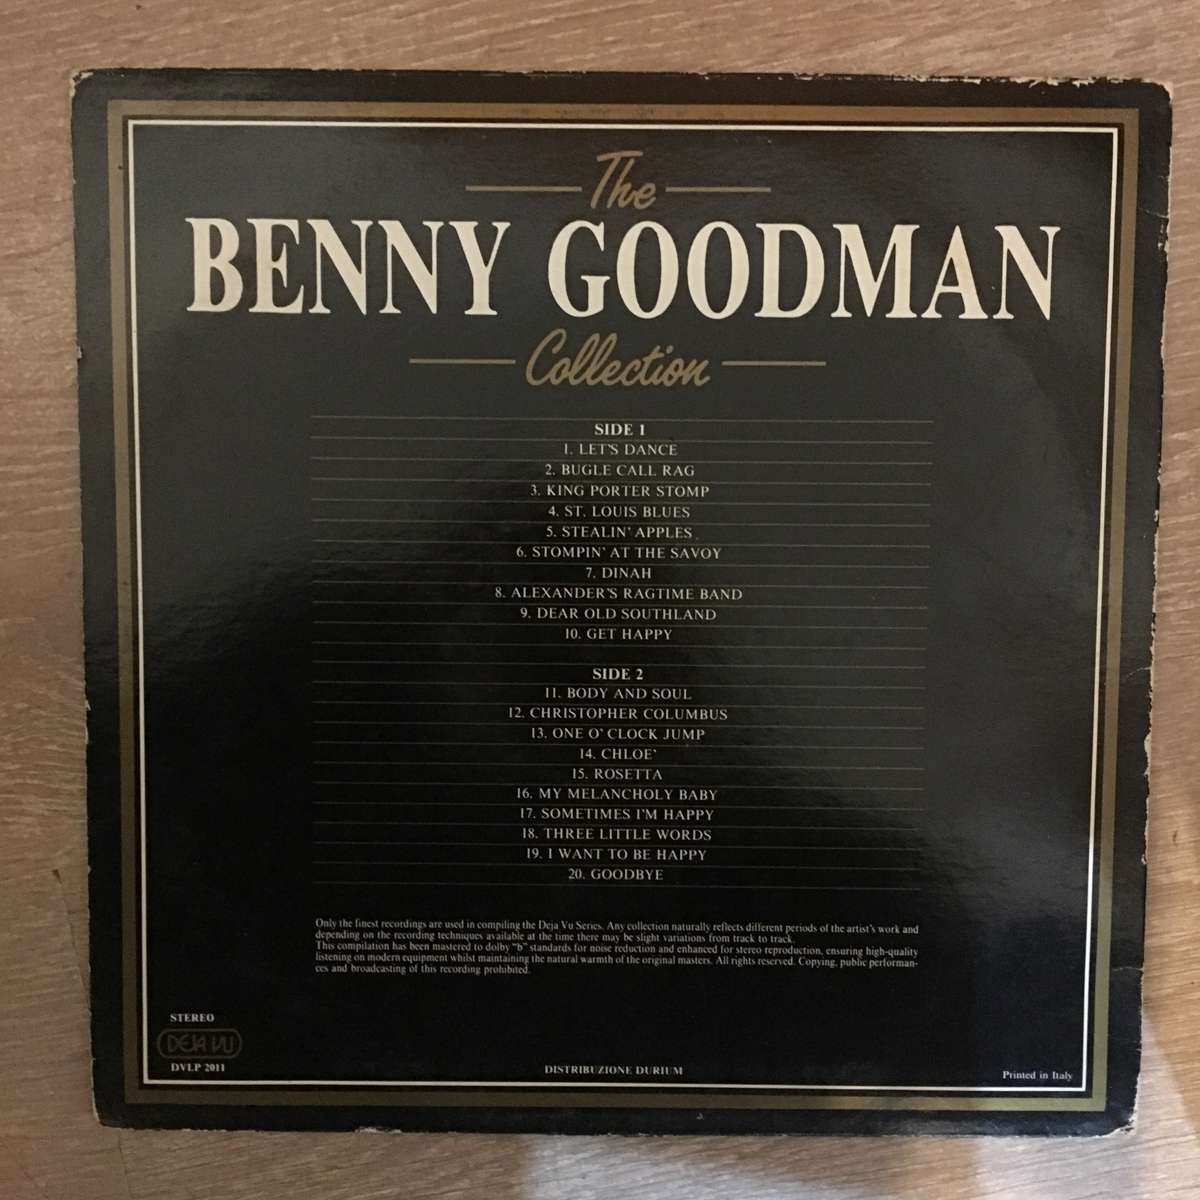 The
BENNY GOODMAN
Collection
SIDE 1
1. LET'S DANCE
2. BUGLE CALL RAG
3. KING PORTER STOMP
4. ST. LOUIS BLUES
5. STEALIN' APPLES
6. STOMPIN' AT THE SAVOY
7. DINAH
8. ALEXANDER'S RAGTIME BAND
9. DEAR OLD SOUTHLAND
10. GET HAPPY
SIDE 2
11. BODY AND SOUL
12. CHRISTOPHER COLUMBUS
13. ONE O' CLOCK JUMP
14. CHLOE'
15. ROSETTA
16. MY MELANCHOLY BABY
17. SOMETIMES I'M HAPPY
18. THREE LITTLE WORDS
19. I WANT TO BE HAPPY
20. GOODBYE
Only the finest recordings are used in compiling the Deja Vu Series. Any collection naturally reflects different periods of the artist's work and
depending on the recording techniques available at the time there may be slight variations from track to track.
This compilation has been mastered to dolby "b" standards for noise reduction and enhanced for stereo reproduction, ensuring high-quality
listening on modern equipment whilst maintaining the natural warmth of the original masters. All rights reserved. Copying, public performan-
ces and broadcasting of this recording prohibited.
STEREO
DEJA VU
DVLP 2011
DISTRIBUZIONE DURIUM
Printed in Italy